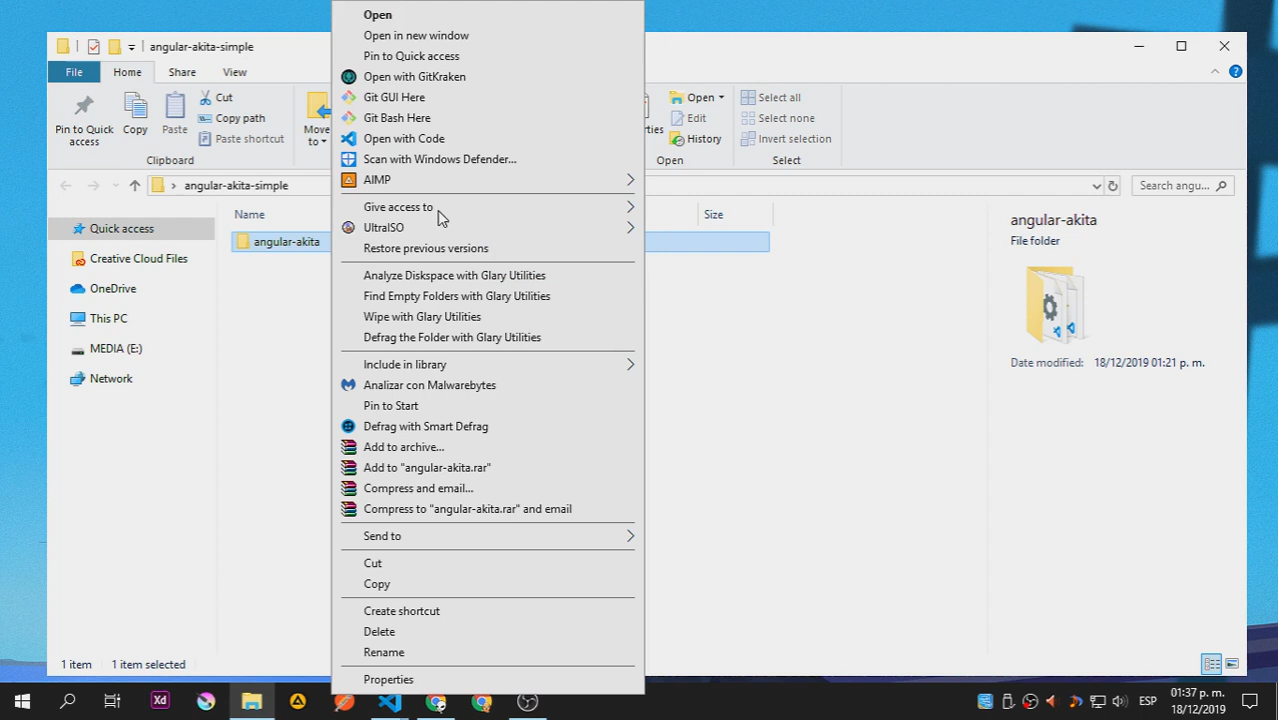 angular-akita-simple
File
Home
Share
View
Pin to Quick access
Copy
Paste
Cut
Copy path
Paste shortcut
Clipboard
Move to
Open
Edit
History
Open
Select all
Select none
Invert selection
Select
angular-akita-simple
Search angu...
Name
Size
Quick access
Creative Cloud Files
OneDrive
This PC
MEDIA (E:)
Network
angular-akita
Open
Open in new window
Pin to Quick access
Open with GitKraken
Git GUI Here
Git Bash Here
Open with Code
Scan with Windows Defender...
AIMP
Give access to
UltraISO
Restore previous versions
Analyze Diskspace with Glary Utilities
Find Empty Folders with Glary Utilities
Wipe with Glary Utilities
Defrag the Folder with Glary Utilities
Include in library
Analizar con Malwarebytes
Pin to Start
Defrag with Smart Defrag
Add to archive...
Add to "angular-akita.rar"
Compress and email...
Compress to "angular-akita.rar" and email
Send to
Cut
Copy
Create shortcut
Delete
Rename
Properties
angular-akita
File folder
Date modified: 18/12/2019 01:21 p. m.
1 item
1 item selected
Xd
ESP
01:37 p. m.
18/12/2019